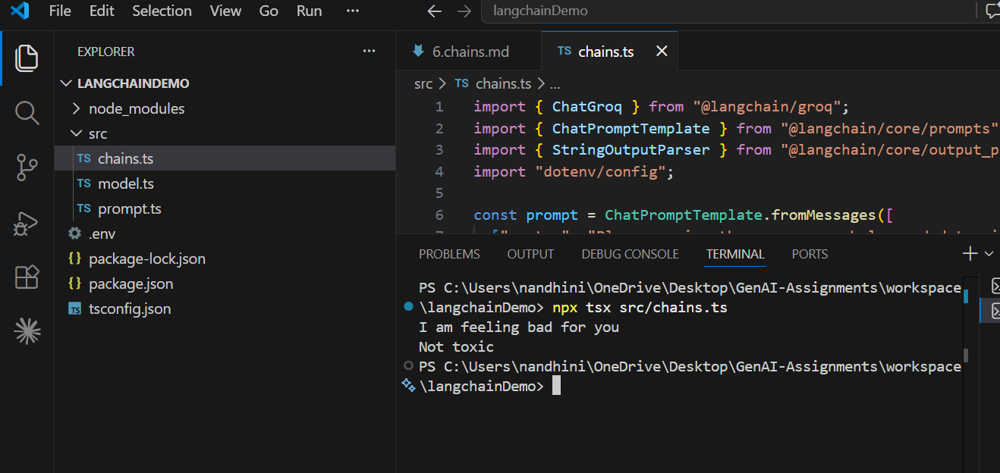 File Edit Selection View Go Run ··· langchainDemo
EXPLORER ···
LANGCHAINDEMO
node_modules
src
TS chains.ts
TS model.ts
TS prompt.ts
.env
{} package-lock.json
{} package.json
TS tsconfig.json
6.chains.md TS chains.ts
src > TS chains.ts > ...
1 import { ChatGroq } from "@langchain/groq";
2 import { ChatPromptTemplate } from "@langchain/core/prompts"
3 import { StringOutputParser } from "@langchain/core/output_p
4 import "dotenv/config";
5
6 const prompt = ChatPromptTemplate.fromMessages([
PROBLEMS OUTPUT DEBUG CONSOLE TERMINAL PORTS
PS C:\Users\nandhini\OneDrive\Desktop\GenAI-Assignments\workspace
\langchainDemo> npx tsx src/chains.ts
I am feeling bad for you
Not toxic
PS C:\Users\nandhini\OneDrive\Desktop\GenAI-Assignments\workspace
\langchainDemo>